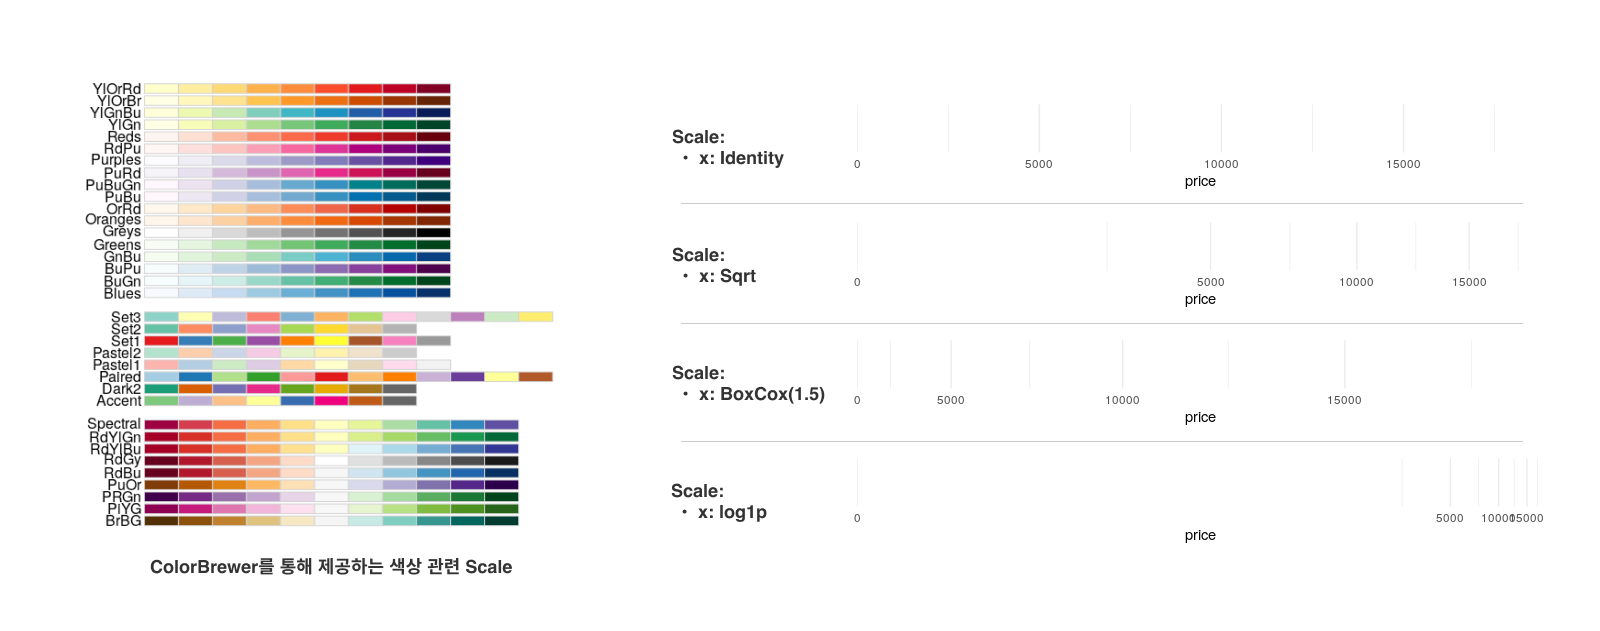 YlOrRd
YlOrBr
YlGnBu
YlGn
Reds
RdPu
Purples
PuRd
PuBuGn
PuBu
OrRd
Oranges
Greys
Greens
GnBu
BuPu
BuGn
Blues
Set3
Set2
Set1
Pastel2
Pastel1
Paired
Dark2
Accent
Spectral
RdYlGn
RdYlBu
RdGy
RdBu
PuOr
PRGn
PiYG
BrBG
ColorBrewer를 통해 제공하는 색상 관련 Scale
Scale:
• x: Identity
0 5000 10000 15000
price
Scale:
• x: Sqrt
0 5000 10000 15000
price
Scale:
• x: BoxCox(1.5)
0 5000 10000 15000
price
Scale:
• x: log1p
0 5000 10000 15000
price